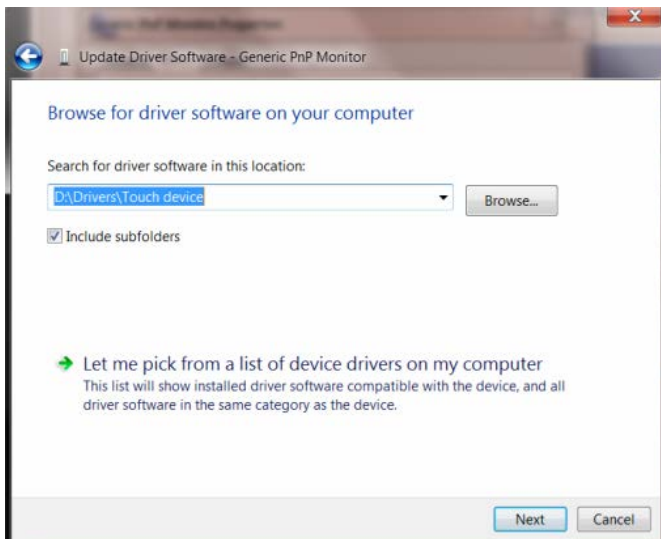 Update Driver Software - Generic PnP Monitor
Browse for driver software on your computer
Search for driver software in this location:
D:\Drivers\Touch device
Browse...
Include subfolders
Let me pick from a list of device drivers on my computer
This list will show installed driver software compatible with the device, and all
driver software in the same category as the device.
Next
Cancel